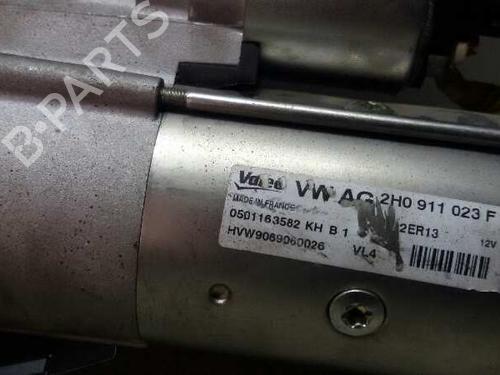 B-PARTS
Valeo VW AG 2H0 911 023 F
MADE IN FRANCE
0501163582 KH B 1 2ER13 12V
HVW9069060026 VL4